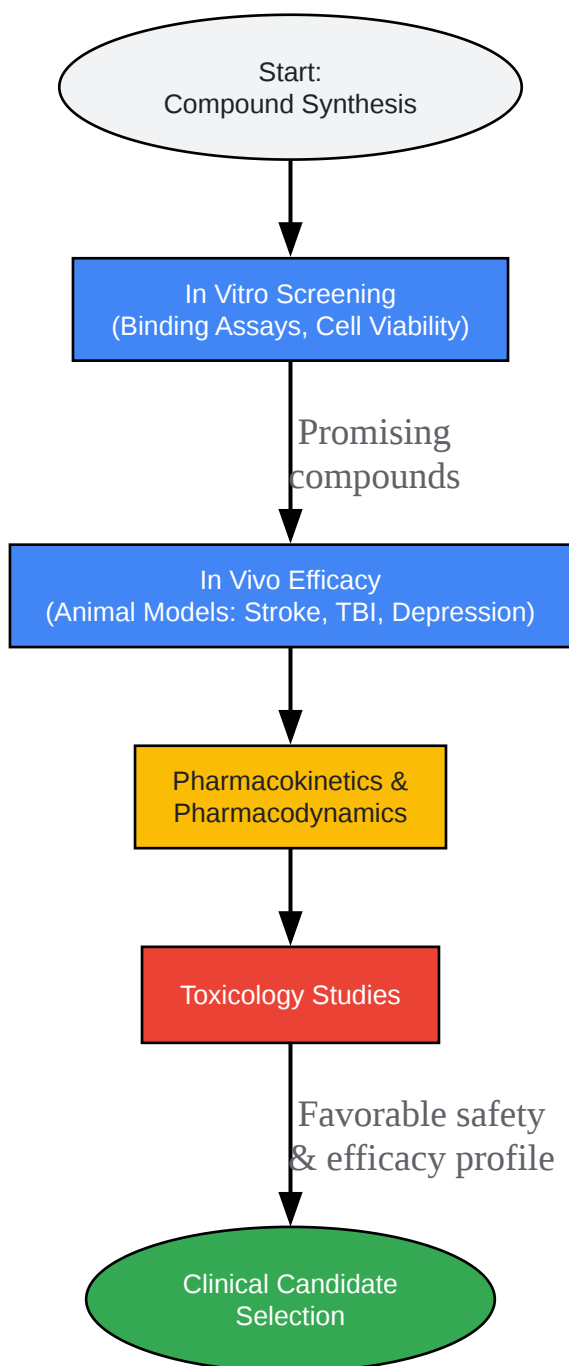 Start:
Compound Synthesis
In Vitro Screening
(Binding Assays, Cell Viability)
Promising
compounds
In Vivo Efficacy
(Animal Models: Stroke, TBI, Depression)
Pharmacokinetics &
Pharmacodynamics
Toxicology Studies
Favorable safety
& efficacy profile
Clinical Candidate
Selection